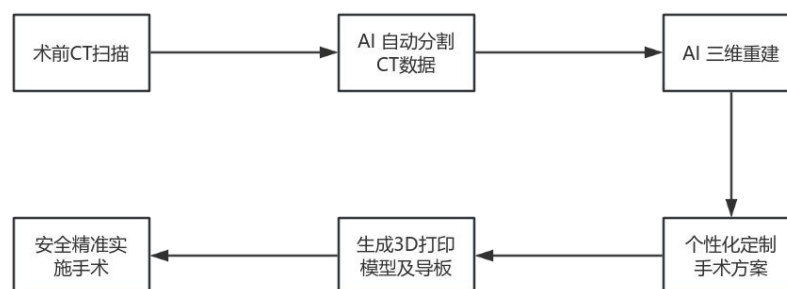 术前CT扫描
AI 自动分割
CT数据
AI 三维重建
个性化定制
手术方案
生成3D打印
模型及导板
安全精准实
施手术